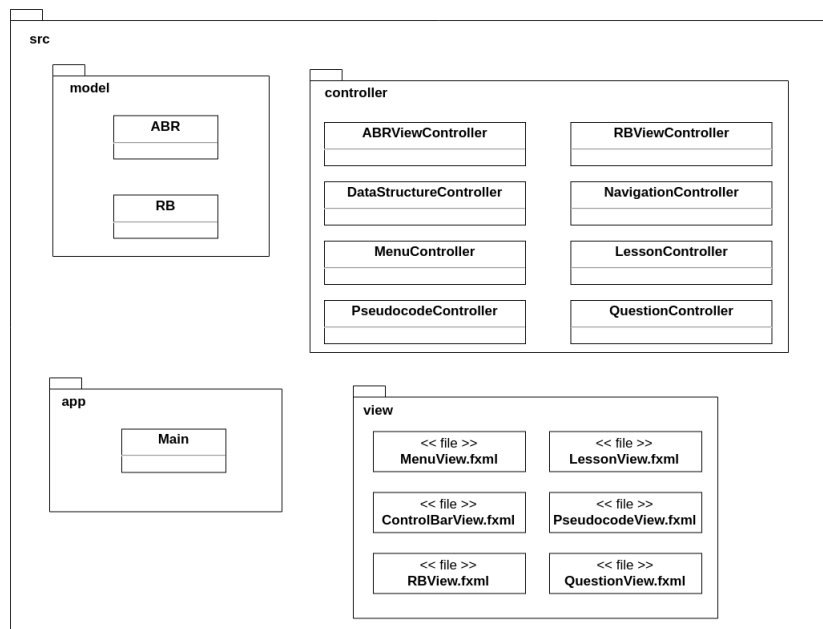 src
model
ABR
RB
controller
ABRViewController
RBViewController
DataStructureController
NavigationController
MenuController
LessonController
PseudocodeController
QuestionController
app
Main
view
<< file >>
MenuView.fxml
<< file >>
LessonView.fxml
<< file >>
ControlBarView.fxml
<< file >>
PseudocodeView.fxml
<< file >>
RBView.fxml
<< file >>
QuestionView.fxml